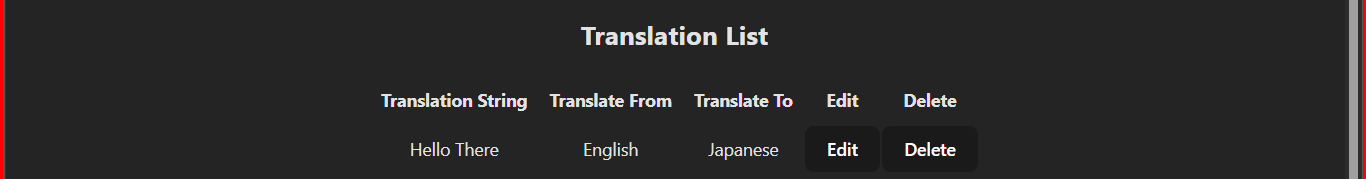 Translation List
Translation String Translate From Translate To Edit Delete
Hello There English Japanese Edit Delete